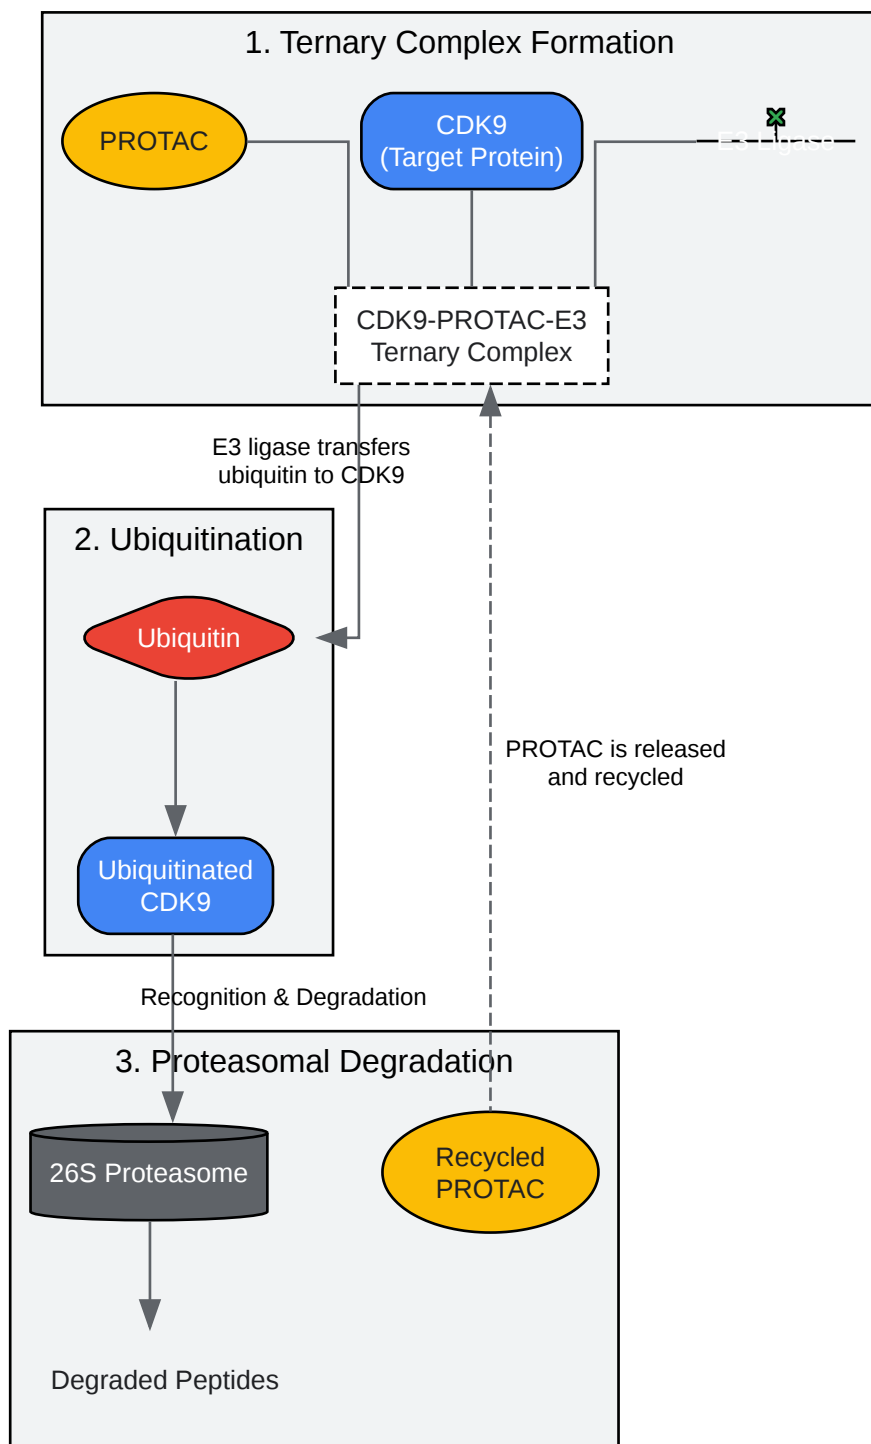 1. Ternary Complex Formation
PROTAC
CDK9
(Target Protein)
E3 Ligase
CDK9-PROTAC-E3
Ternary Complex
E3 ligase transfers
ubiquitin to CDK9
2. Ubiquitination
Ubiquitin
PROTAC is released
and recycled
Ubiquitinated
CDK9
Recognition & Degradation
3. Proteasomal Degradation
26S Proteasome
Recycled
PROTAC
Degraded Peptides